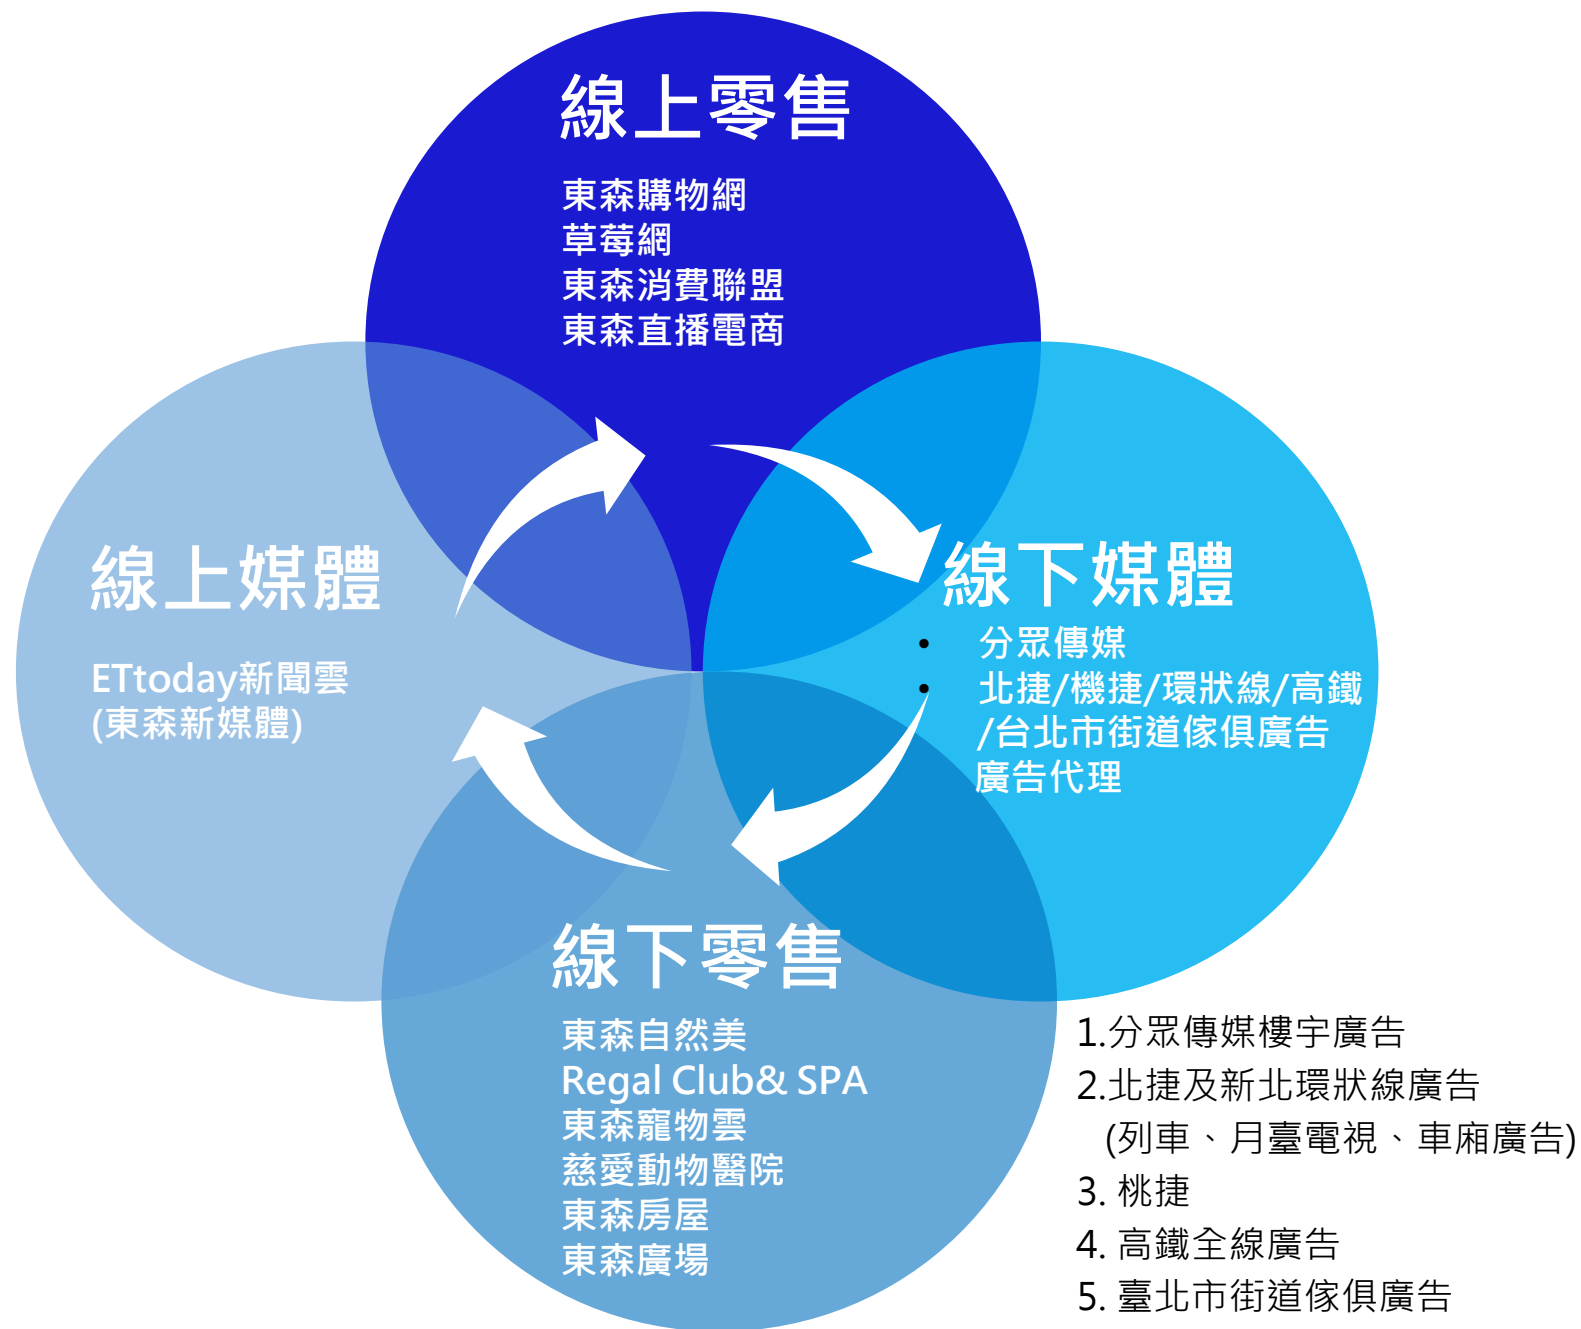 線上零售
東森購物網
草莓網
東森消費聯盟
東森直播電商
線上媒體
ETtoday新聞雲
(東森新媒體)
線下媒體
• 分眾傳媒
• 北捷/機捷/環狀線/高鐵
/台北市街道傢俱廣告
廣告代理
線下零售
東森自然美
Regal Club& SPA
東森寵物雲
慈愛動物醫院
東森房屋
東森廣場
1.分眾傳媒樓宇廣告
2.北捷及新北環狀線廣告
(列車、月臺電視、車廂廣告)
3. 桃捷
4. 高鐵全線廣告
5. 臺北市街道傢俱廣告